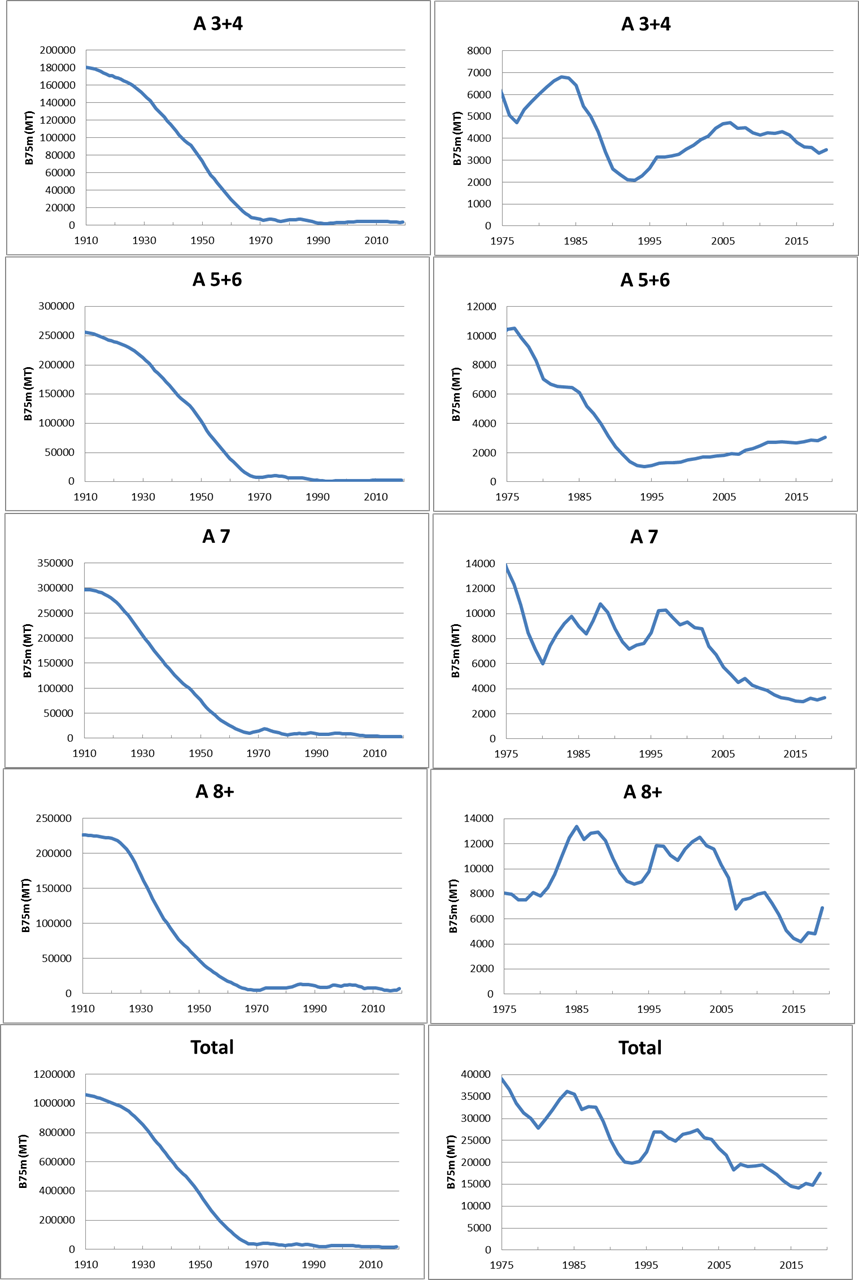 A 3+4
B75m (MT)
200000
180000
160000
140000
120000
100000
80000
60000
40000
20000
0
1910 1930 1950 1970 1990 2010
A 3+4
B75m (MT)
8000
7000
6000
5000
4000
3000
2000
1000
0
1975 1985 1995 2005 2015
A 5+6
B75m (MT)
300000
250000
200000
150000
100000
50000
0
1910 1930 1950 1970 1990 2010
A 5+6
B75m (MT)
12000
10000
8000
6000
4000
2000
0
1975 1985 1995 2005 2015
A 7
B75m (MT)
350000
300000
250000
200000
150000
100000
50000
0
1910 1930 1950 1970 1990 2010
A 7
B75m (MT)
14000
12000
10000
8000
6000
4000
2000
0
1975 1985 1995 2005 2015
A 8+
B75m (MT)
250000
200000
150000
100000
50000
0
1910 1930 1950 1970 1990 2010
A 8+
B75m (MT)
14000
12000
10000
8000
6000
4000
2000
0
1975 1985 1995 2005 2015
Total
B75m (MT)
1200000
1000000
800000
600000
400000
200000
0
1910 1930 1950 1970 1990 2010
Total
B75m (MT)
40000
35000
30000
25000
20000
15000
10000
5000
0
1975 1985 1995 2005 2015